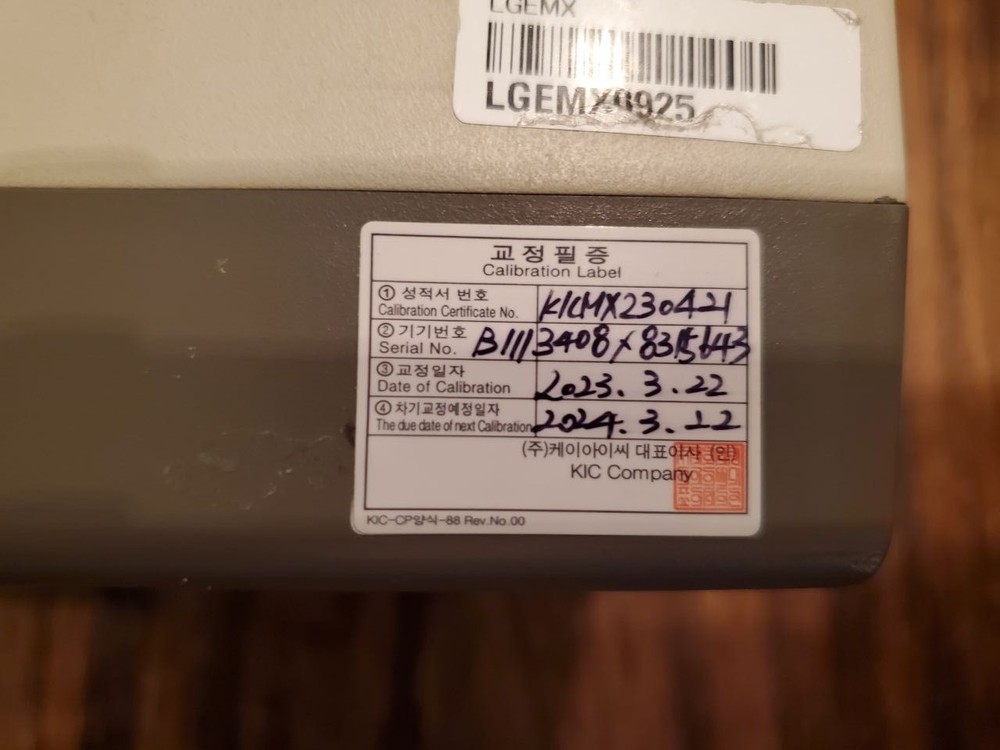 LGEMX
LGEMX0925
교정필증
Calibration Label
① 성적서 번호
Calibration Certificate No. KICMX230421
② 기기번호
Serial No.
③ 교정일자
Date of Calibration 2023. 3. 22
④ 차기교정예정일자
The due date of next Calibration 2024. 3. 22
(주)케이아이씨 대표이사 (인)
KIC Company
KIC-CP양식-88 Rev.No.00